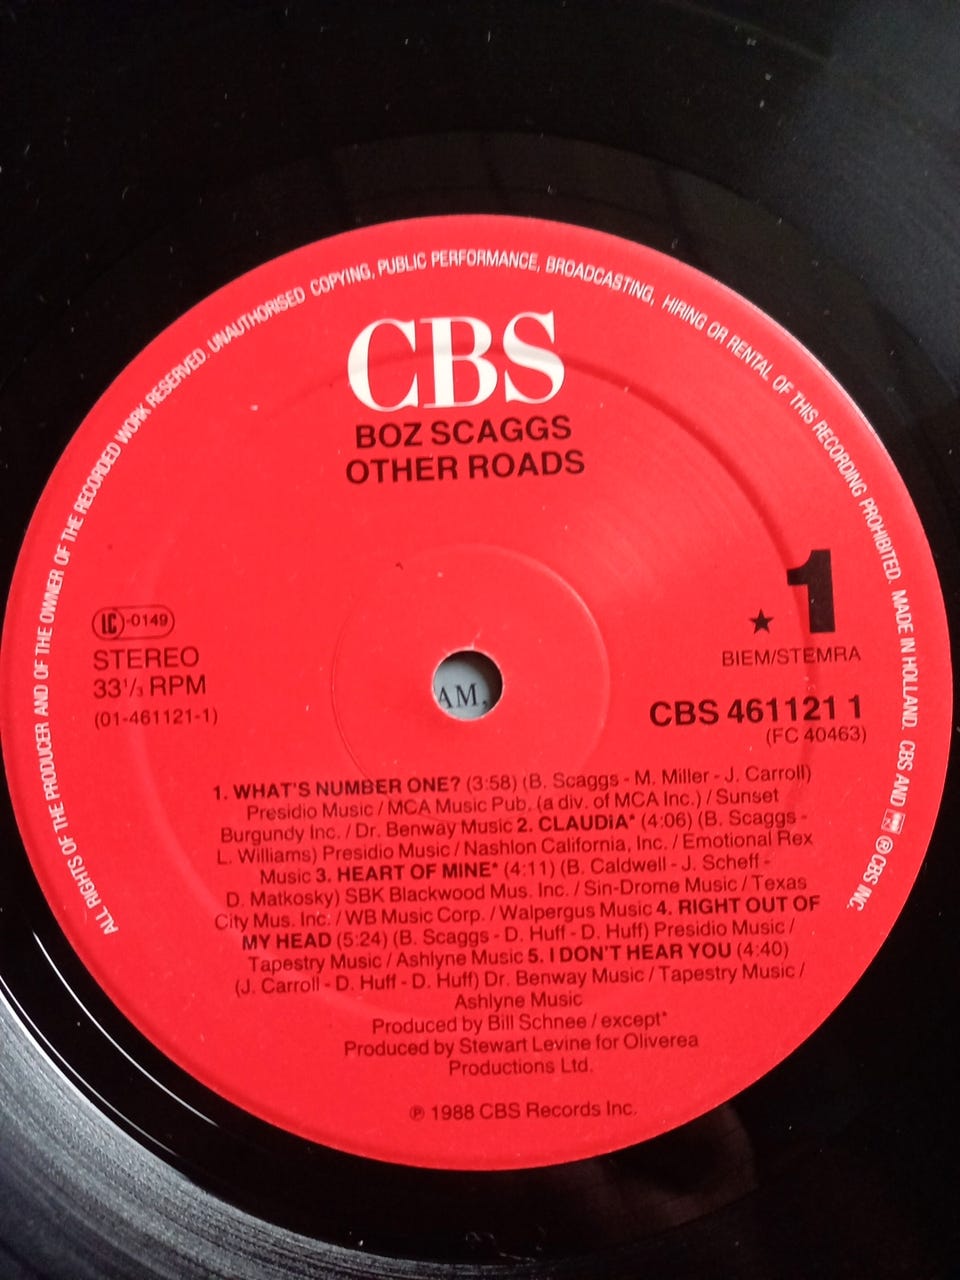 ALL RIGHTS OF THE PRODUCER AND OF THE OWNER OF THE RECORDED WORK RESERVED. UNAUTHORISED COPYING, PUBLIC PERFORMANCE, BROADCASTING, HIRING OR RENTAL OF THIS RECORDING PROHIBITED. MADE IN HOLLAND. CBS AND ® CBS INC.
CBS
BOZ SCAGGS
OTHER ROADS
1
LC-0149
STEREO
33⅓ RPM
(01-461121-1)
★
BIEM/STEMRA
CBS 461121 1
(FC 40463)
AM,
1. WHAT'S NUMBER ONE? (3:58) (B. Scaggs - M. Miller - J. Carroll)
Presidio Music / MCA Music Pub. (a div. of MCA Inc.) / Sunset
Burgundy Inc. / Dr. Benway Music 2. CLAUDiA* (4:06) (B. Scaggs -
L. Williams) Presidio Music / Nashlon California, Inc. / Emotional Rex
Music 3. HEART OF MINE* (4:11) (B. Caldwell - J. Scheff -
D. Matkosky) SBK Blackwood Mus. Inc. / Sin-Drome Music / Texas
City Mus. Inc. / WB Music Corp. / Walpergus Music 4. RIGHT OUT OF
MY HEAD (5:24) (B. Scaggs - D. Huff - D. Huff) Presidio Music /
Tapestry Music / Ashlyne Music 5. I DON'T HEAR YOU (4:40)
(J. Carroll - D. Huff - D. Huff) Dr. Benway Music / Tapestry Music /
Ashlyne Music
Produced by Bill Schnee / except*
Produced by Stewart Levine for Oliverea
Productions Ltd.
℗ 1988 CBS Records Inc.